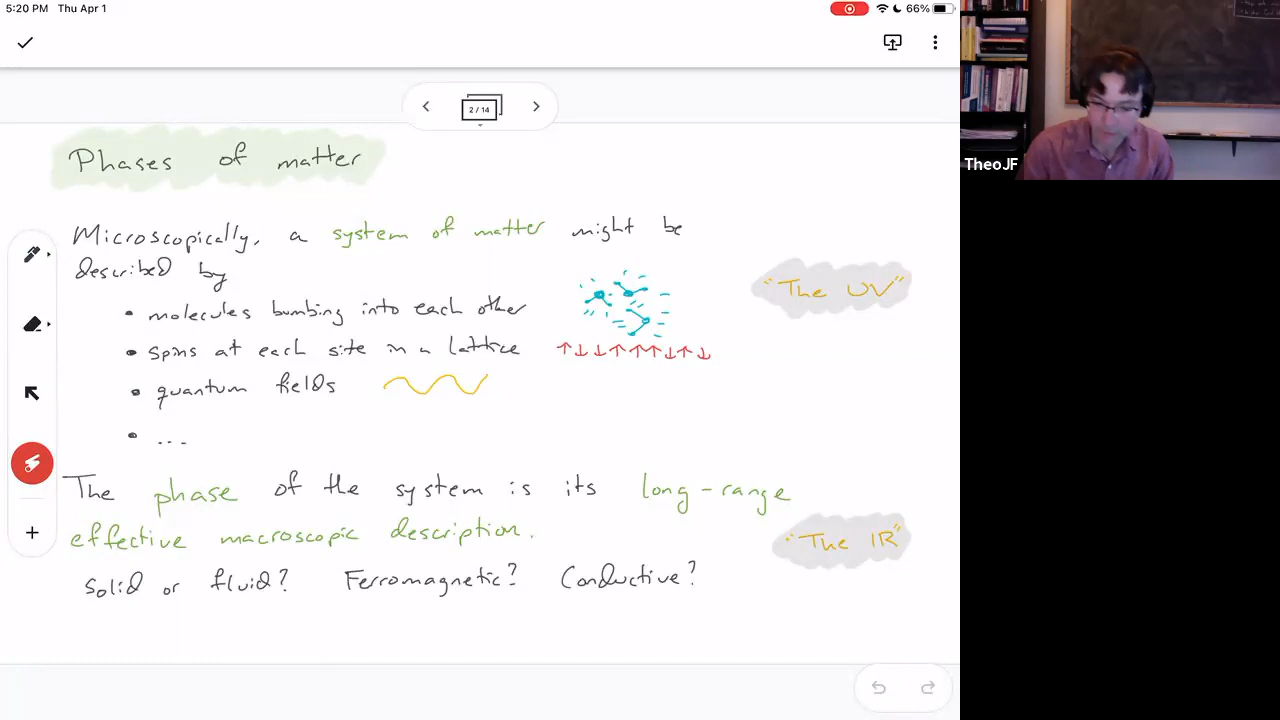 5:20 PM Thu Apr 1
66%
2 / 14
TheoJF
Phases of matter
Microscopically, a system of matter might be
described by
"The UV"
• molecules bumbing into each other
• spins at each site in a lattice
• quantum fields
• ...
The phase of the system is its long-range
effective macroscopic description.
"The IR"
Solid or fluid? Ferromagnetic? Conductive?